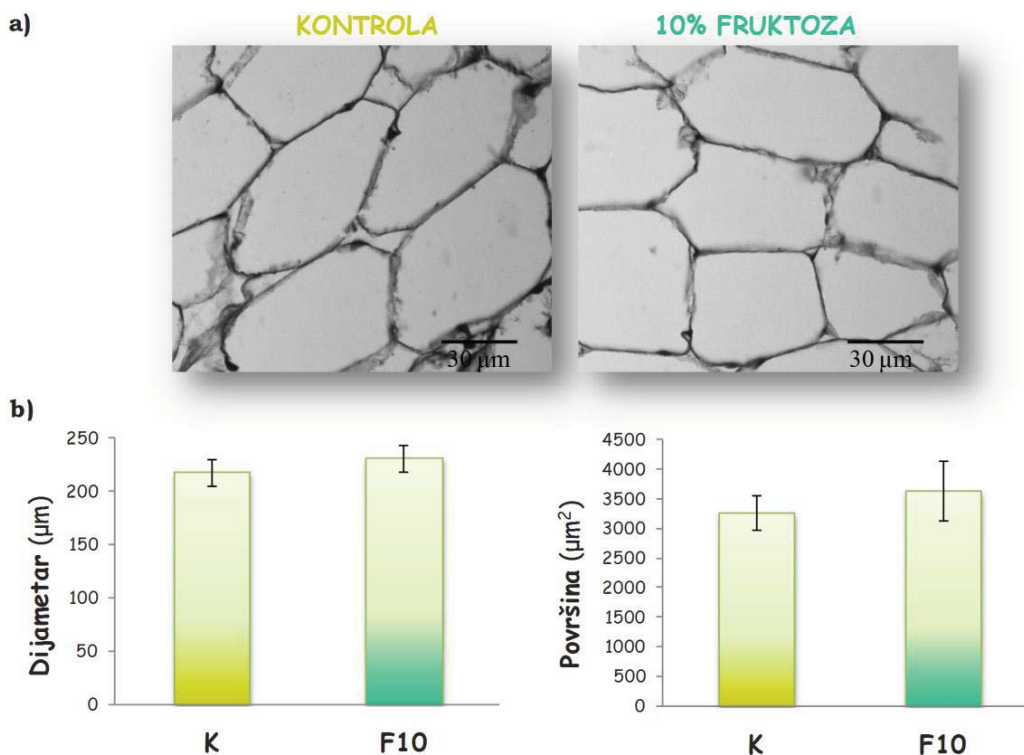 a)
KONTROLA
10% FRUKTOZA
30 µm
30 µm
b)
Dijametar (µm)
250
200
150
100
50
0
K
F10
Površina (µm²)
4500
4000
3500
3000
2500
2000
1500
1000
500
0
K
F10